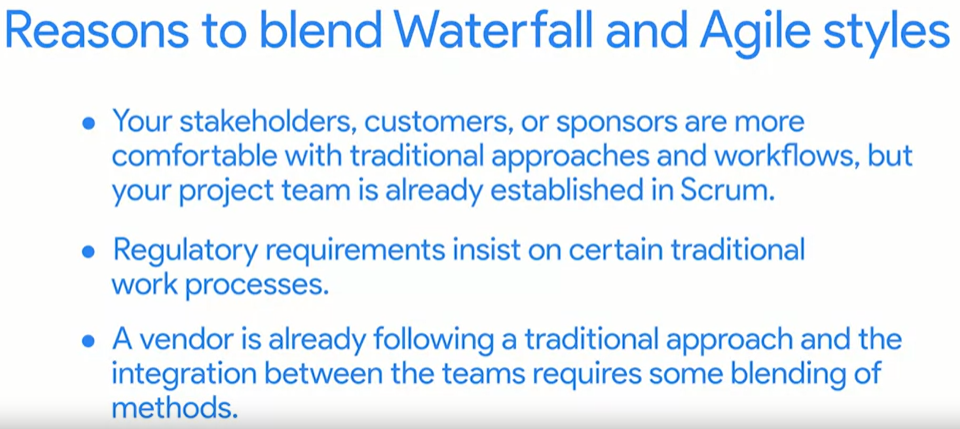 Reasons to blend Waterfall and Agile styles
• Your stakeholders, customers, or sponsors are more
comfortable with traditional approaches and workflows, but
your project team is already established in Scrum.
• Regulatory requirements insist on certain traditional
work processes.
• A vendor is already following a traditional approach and the
integration between the teams requires some blending of
methods.